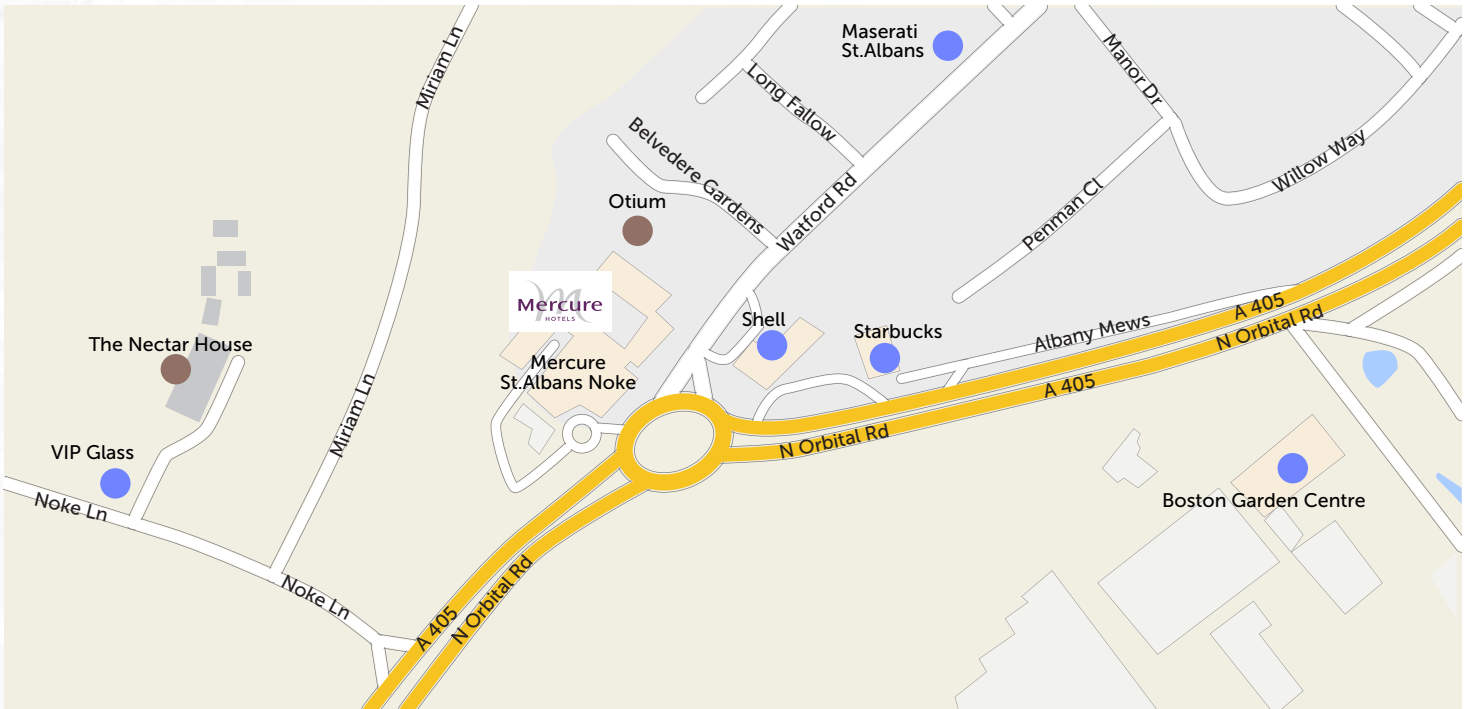 Miriam Ln
Maserati
St.Albans
Manor Dr
Long Fallow
Belvedere Gardens
Willow Way
Otium
Watford Rd
Penman Cl
Mercure
HOTELS
Shell
Starbucks
Albany Mews
A 405
N Orbital Rd
The Nectar House
Mercure
St.Albans Noke
A 405
Miriam Ln
N Orbital Rd
VIP Glass
Boston Garden Centre
Noke Ln
Noke Ln
A 405
N Orbital Rd